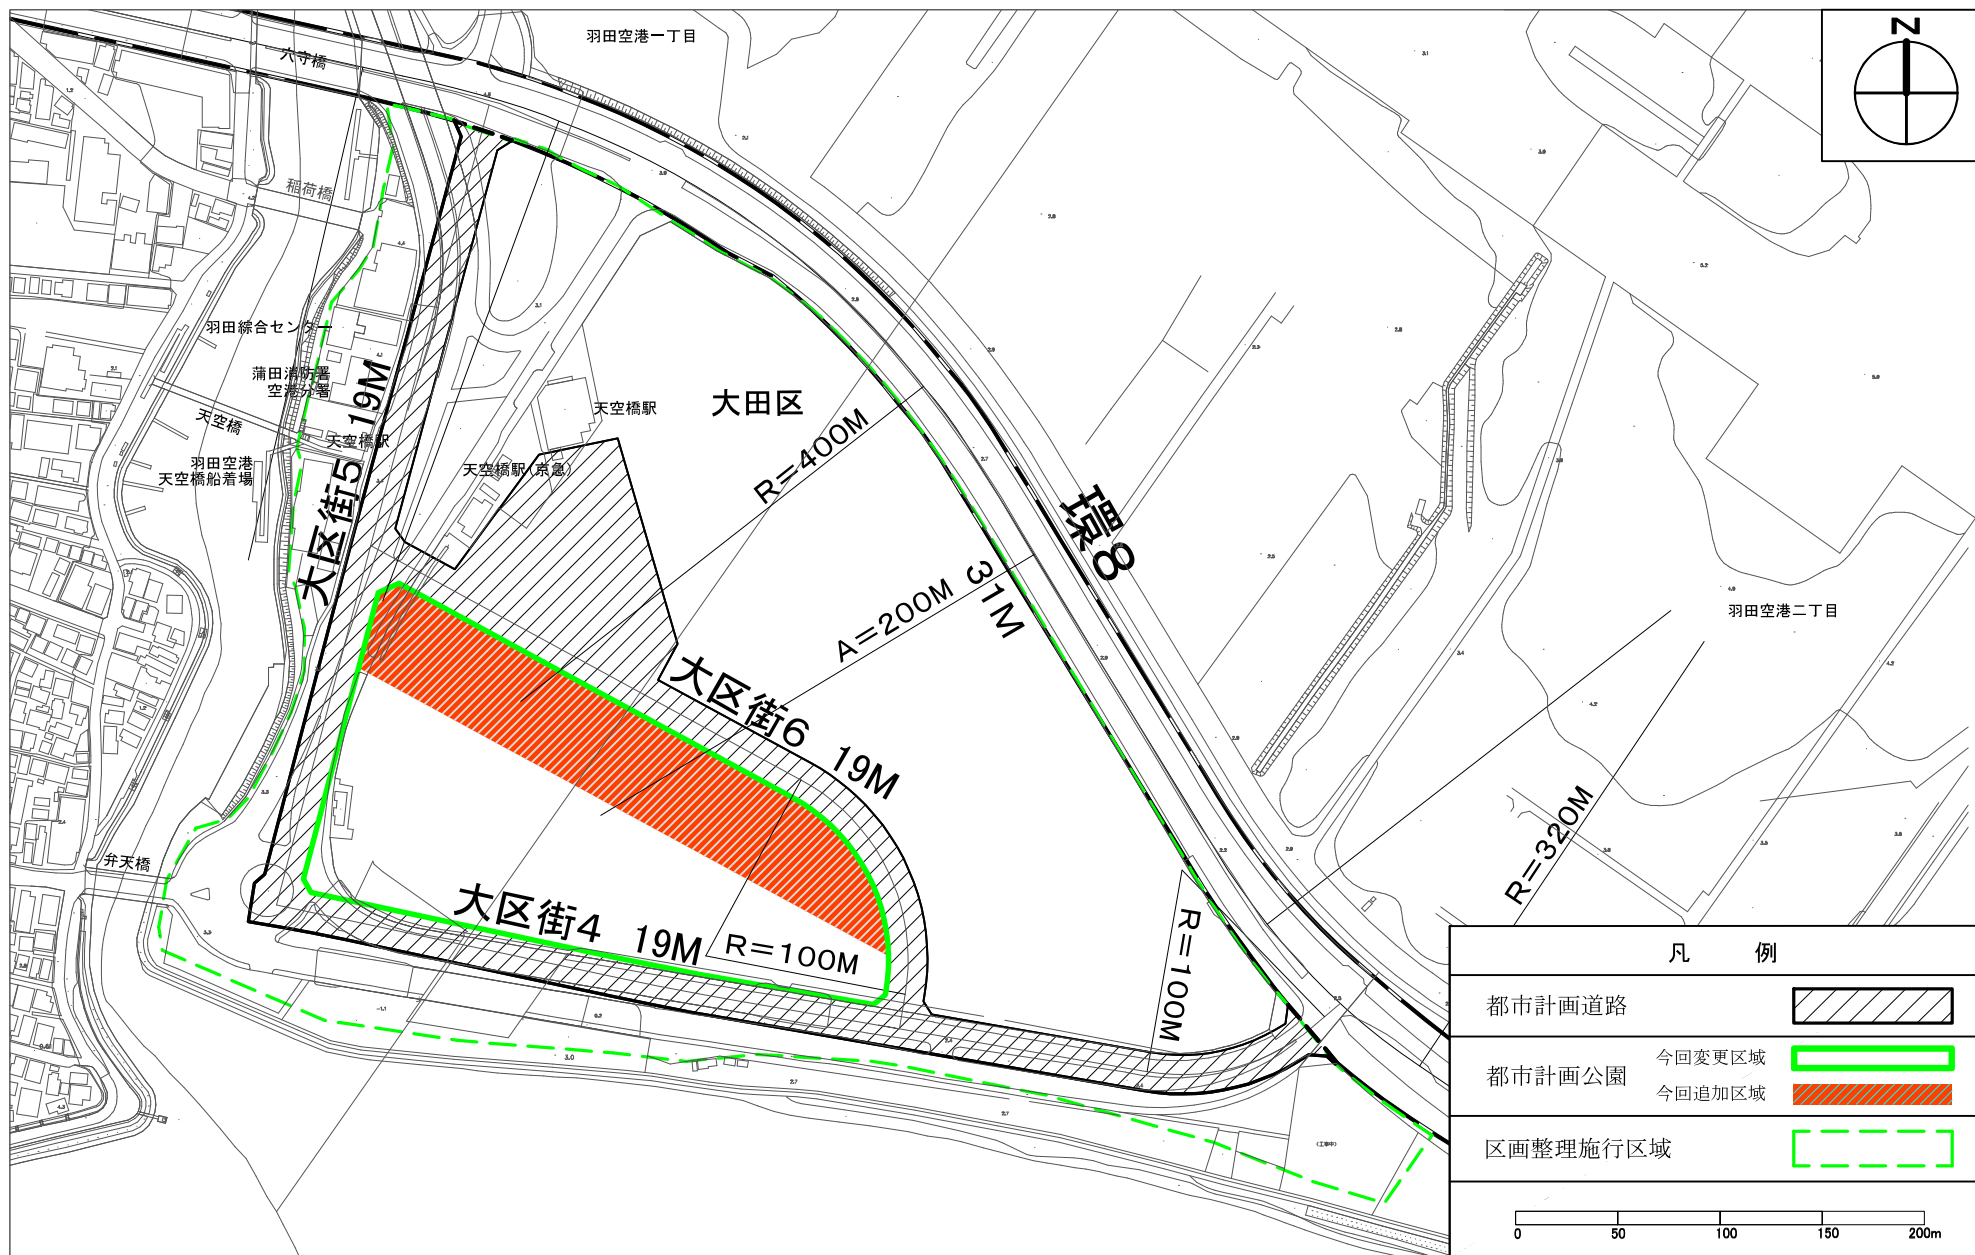 羽田空港一丁目
穴守橋
N
稲荷橋
羽田綜合センター
蒲田消防署
空港分署
天空橋
天空橋駅
羽田空港
天空橋船着場
天空橋駅
天空橋駅(京急)
大田区
R=400M
大区街5 19M
環8
31M
A=200M
羽田空港二丁目
大区街6 19M
R=320M
弁天橋
大区街4 19M
R=100M
R=100M
(工事中)
凡 例
都市計画道路
都市計画公園
今回変更区域
今回追加区域
区画整理施行区域
0 50 100 150 200m